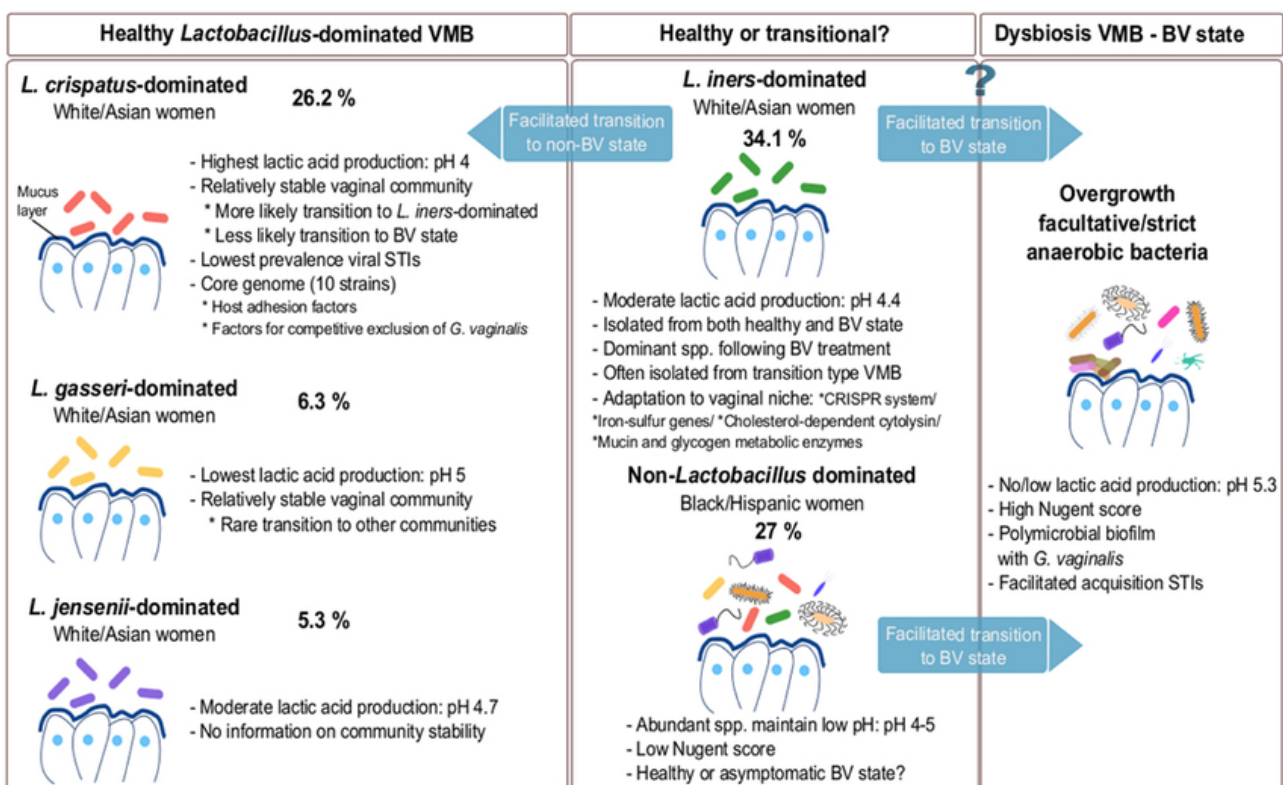 Healthy Lactobacillus-dominated VMB
L. crispatus-dominated
White/Asian women
26.2 %
Mucus
layer
- Highest lactic acid production: pH 4
- Relatively stable vaginal community
* More likely transition to L. iners-dominated
* Less likely transition to BV state
- Lowest prevalence viral STIs
- Core genome (10 strains)
* Host adhesion factors
* Factors for competitive exclusion of G. vaginalis
L. gasseri-dominated
White/Asian women
6.3 %
- Lowest lactic acid production: pH 5
- Relatively stable vaginal community
* Rare transition to other communities
L. jensenii-dominated
White/Asian women
5.3 %
- Moderate lactic acid production: pH 4.7
- No information on community stability
Healthy or transitional?
Facilitated transition
to non-BV state
L. iners-dominated
White/Asian women
34.1 %
?
Facilitated transition
to BV state
- Moderate lactic acid production: pH 4.4
- Isolated from both healthy and BV state
- Dominant spp. following BV treatment
- Often isolated from transition type VMB
- Adaptation to vaginal niche: *CRISPR system/
*Iron-sulfur genes/ *Cholesterol-dependent cytolysin/
*Mucin and glycogen metabolic enzymes
Non-Lactobacillus dominated
Black/Hispanic women
27 %
Facilitated transition
to BV state
- Abundant spp. maintain low pH: pH 4-5
- Low Nugent score
- Healthy or asymptomatic BV state?
Dysbiosis VMB - BV state
Overgrowth
facultative/strict
anaerobic bacteria
- No/low lactic acid production: pH 5.3
- High Nugent score
- Polymicrobial biofilm
with G. vaginalis
- Facilitated acquisition STIs